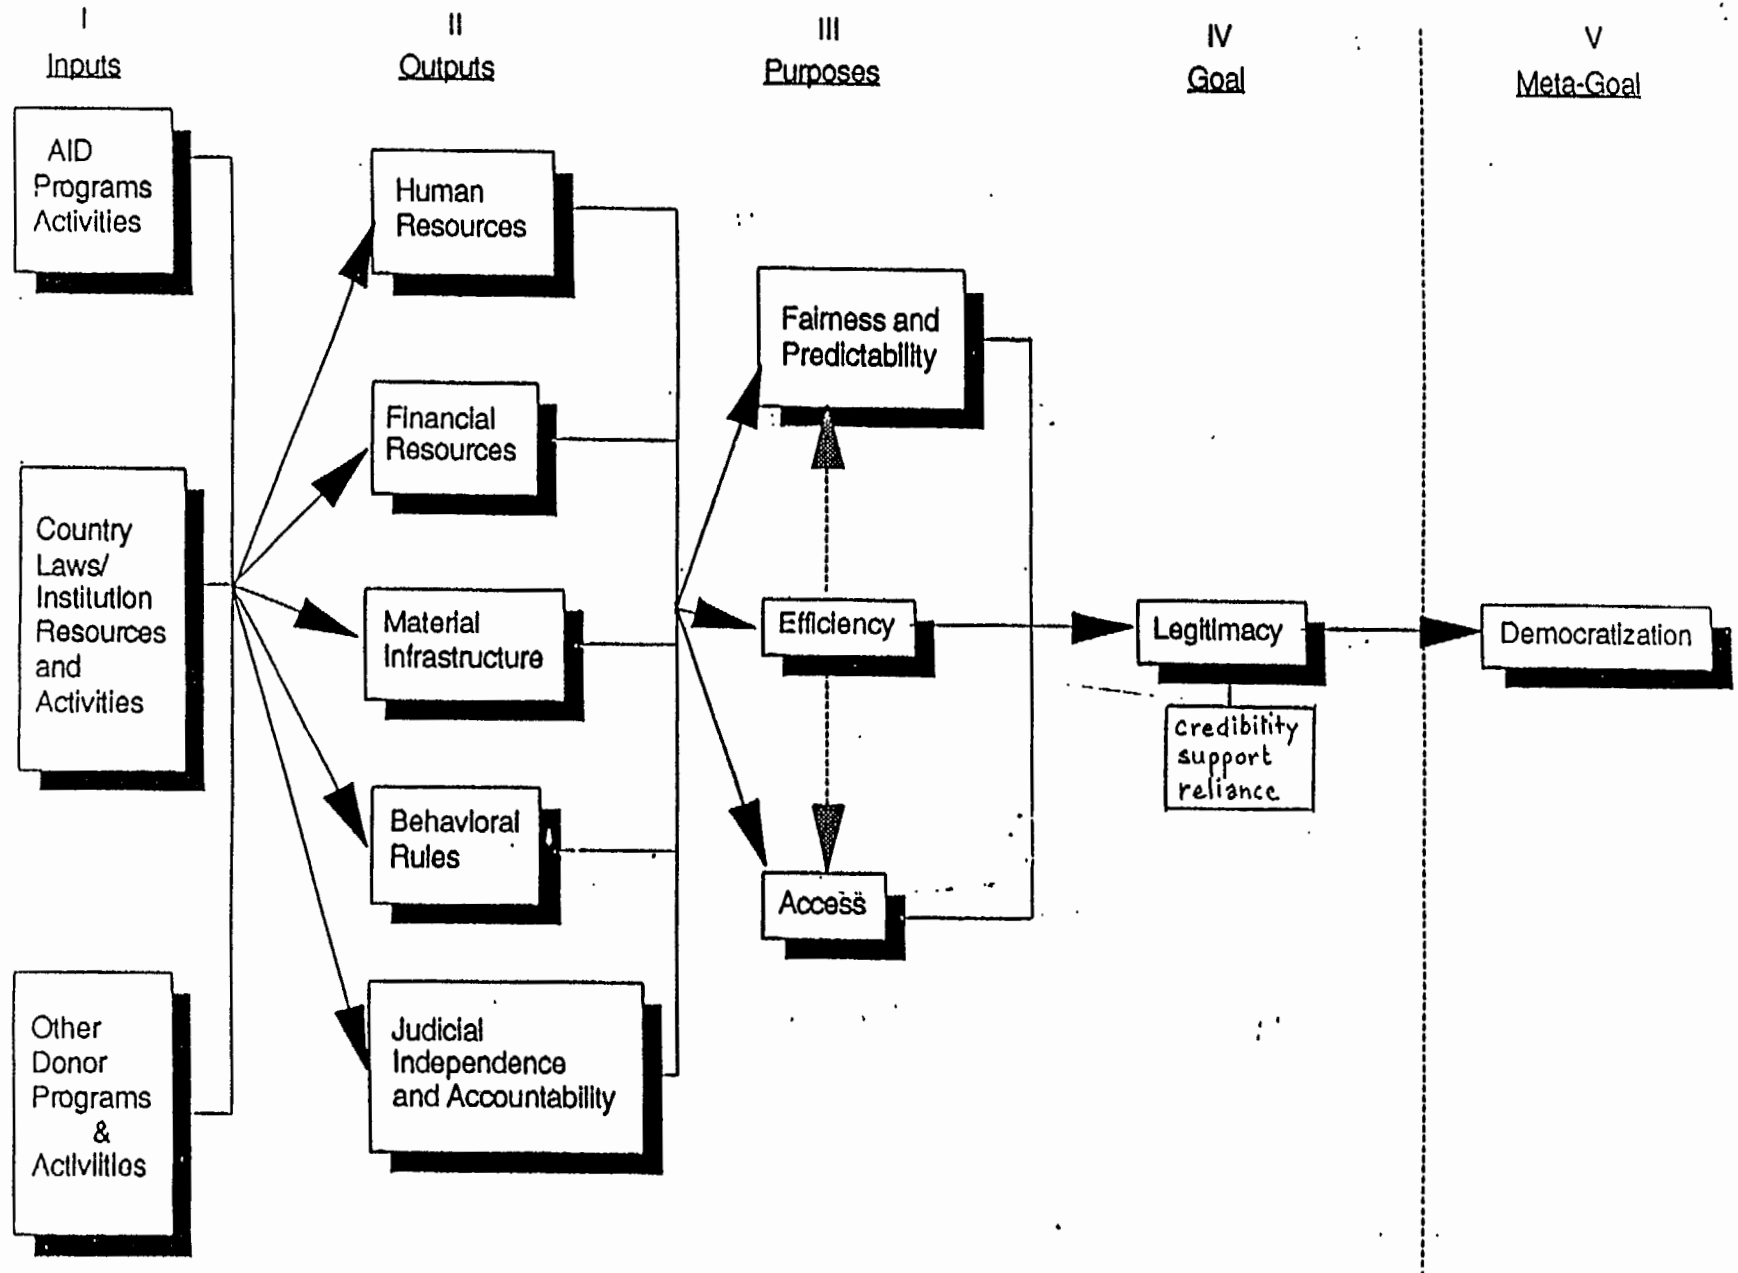 I
Inputs
AID
Programs
Activities
Country
Laws/
Institution
Resources
and
Activities
Other
Donor
Programs
&
Activiities
II
Outputs
Human
Resources
Financial
Resources
Material
Infrastructure
Behavioral
Rules
Judicial
Independence
and Accountability
III
Purposes
Fairness and
Predictability
Efficiency
Access
IV
Goal
Legitimacy
credibility
support
reliance
V
Meta-Goal
Democratization